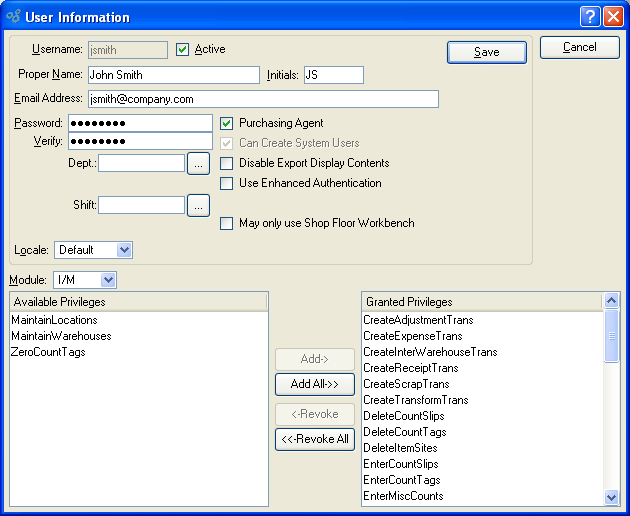 User Information
Username: jsmith Active Save Cancel
Proper Name: John Smith Initials: JS
Email Address: jsmith@company.com
Password: ●●●●●●●● Purchasing Agent
Verify: ●●●●●●●● Can Create System Users
Dept.: ... Disable Export Display Contents
Use Enhanced Authentication
Shift: ...
May only use Shop Floor Workbench
Locale: Default
Module: I/M
Available Privileges
MaintainLocations
MaintainWarehouses
ZeroCountTags
Add->
Add All->>
<-Revoke
<<-Revoke All
Granted Privileges
CreateAdjustmentTrans
CreateExpenseTrans
CreateInterWarehouseTrans
CreateReceiptTrans
CreateScrapTrans
CreateTransformTrans
DeleteCountSlips
DeleteCountTags
DeleteItemSites
EnterCountSlips
EnterCountTags
EnterMiscCounts